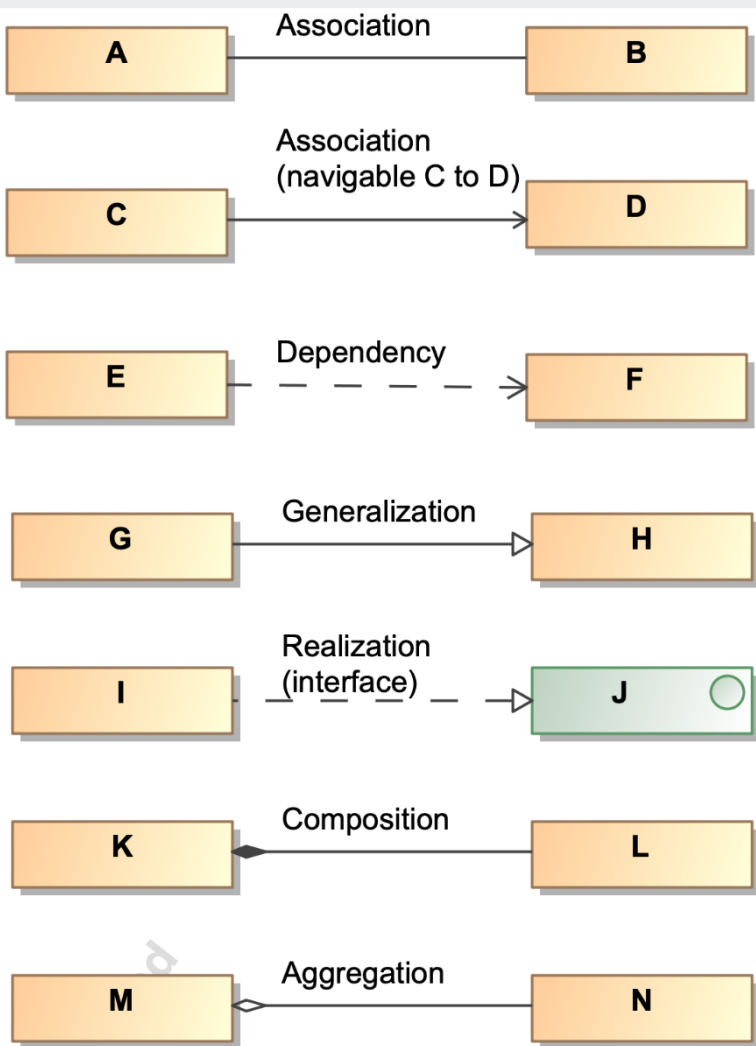 Association
A
B
Association
(navigable C to D)
C
D
Dependency
E
F
Generalization
G
H
Realization
(interface)
I
J
Composition
K
L
Aggregation
M
N